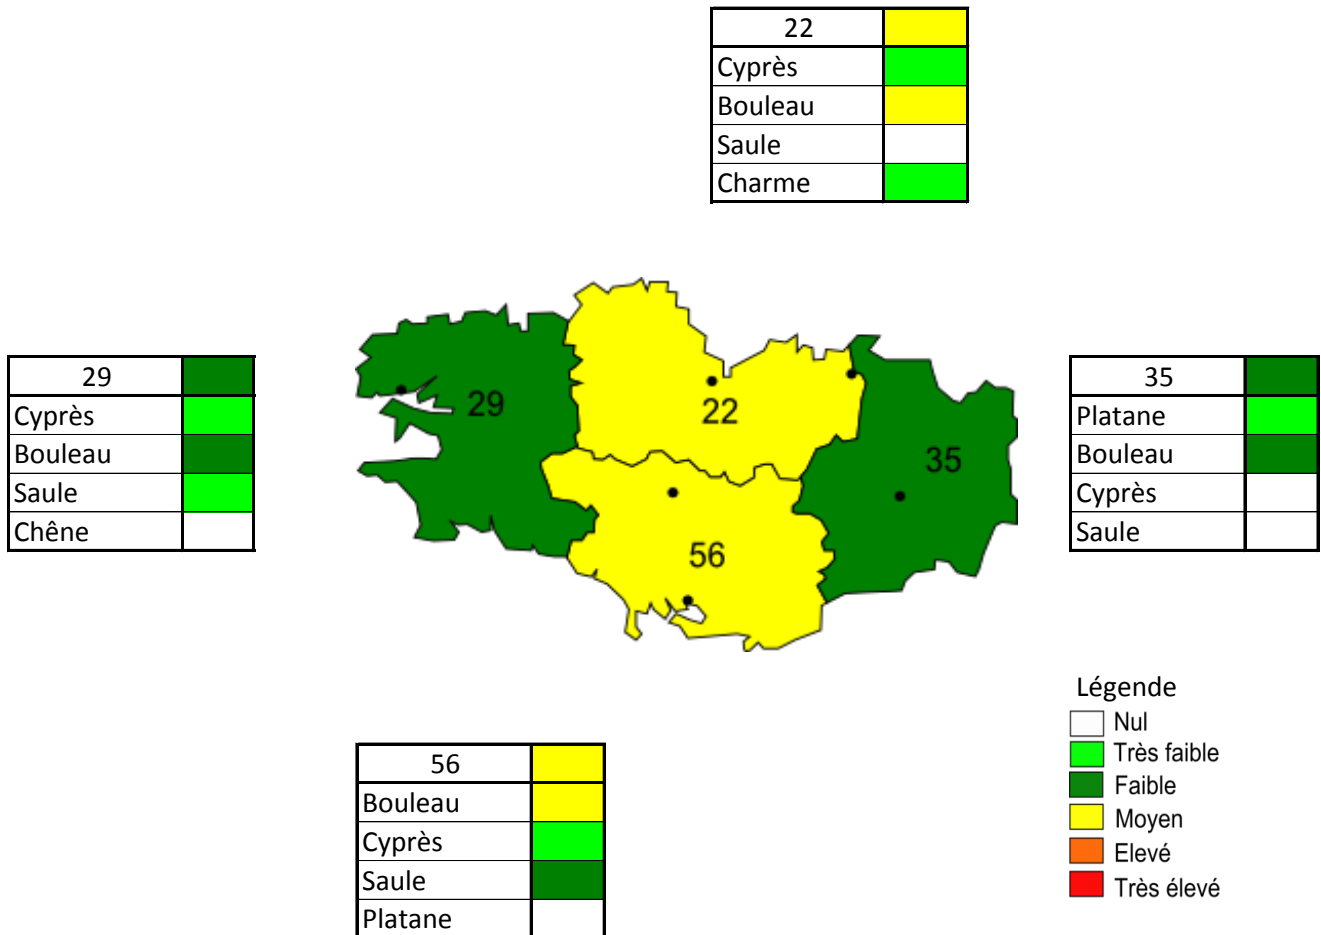 22
Cyprès
Bouleau
Saule
Charme
29
Cyprès
Bouleau
Saule
Chêne
29
22
35
56
35
Platane
Bouleau
Cyprès
Saule
56
Bouleau
Cyprès
Saule
Platane
Légende
Nul
Très faible
Faible
Moyen
Elevé
Très élevé